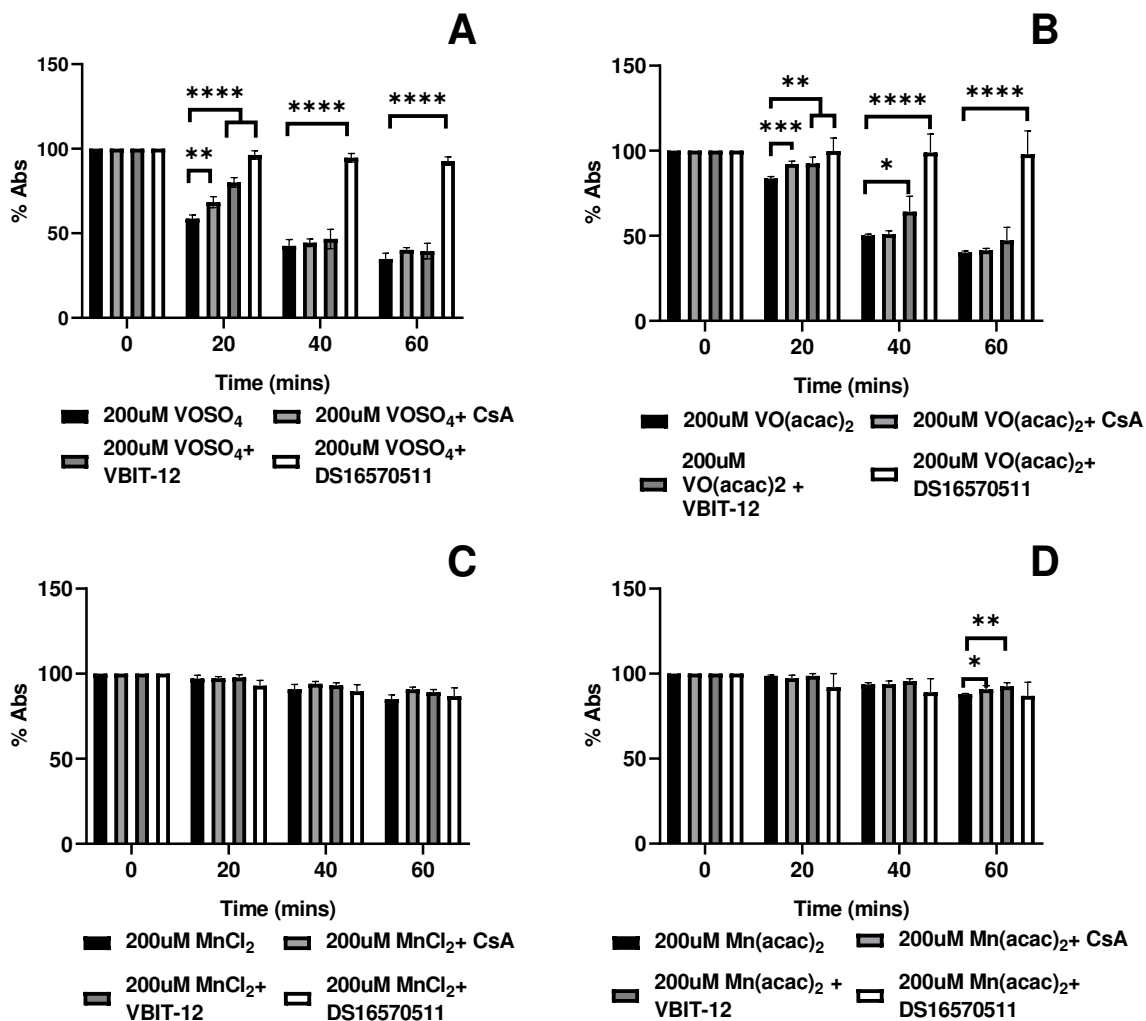 A
% Abs
150
100
50
0
****
**
****
****
0
20
40
60
Time (mins)
200uM VOSO₄
200uM VOSO₄+ CsA
200uM VOSO₄+
VBIT-12
200uM VOSO₄+
DS16570511
B
% Abs
150
100
50
0
**
***
****
*
****
0
20
40
60
Time (mins)
200uM VO(acac)₂
200uM VO(acac)₂+ CsA
200uM
VO(acac)2 +
VBIT-12
200uM VO(acac)₂+
DS16570511
C
% Abs
150
100
50
0
0
20
40
60
Time (mins)
200uM MnCl₂
200uM MnCl₂+ CsA
200uM MnCl₂+
VBIT-12
200uM MnCl₂+
DS16570511
D
% Abs
150
100
50
0
**
*
0
20
40
60
Time (mins)
200uM Mn(acac)₂
200uM Mn(acac)₂+ CsA
200uM Mn(acac)₂ +
VBIT-12
200uM Mn(acac)₂+
DS16570511